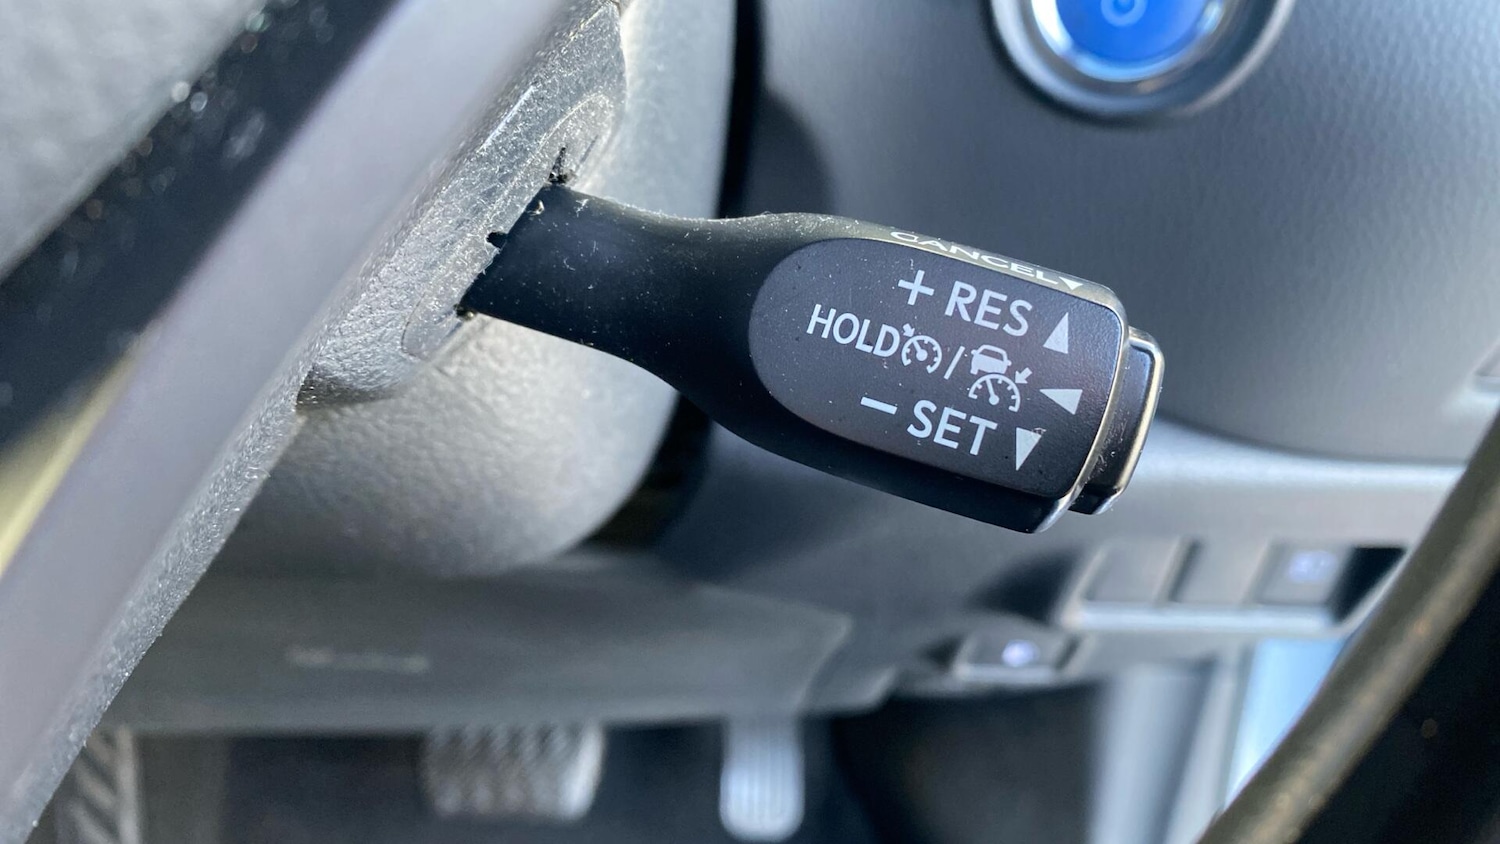 CANCEL▼
+ RES ▲
HOLD / ◀
− SET ▼